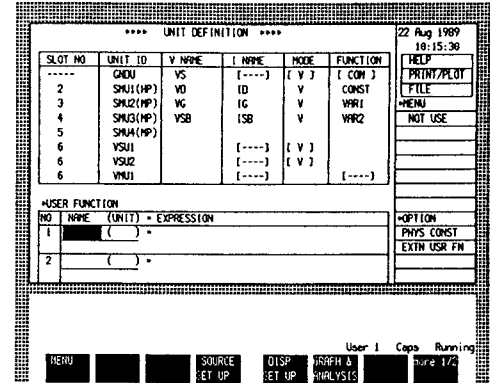 **** UNIT DEFINITION ****
22 Aug 1989
10:15:30
SLOT NO UNIT ID V NAME I NAME MODE FUNCTION
----- GNDU VS [----] [ V ] [ COM ]
2 SMU1(MP) VD ID V CONST
3 SMU2(MP) VG IG V VAR1
4 SMU3(MP) VSB ISB V VAR2
5 SMU4(MP)
6 VSU1 [----] [ V ]
6 VSU2 [----] [ V ]
6 VMU1 [----] [----]
HELP
PRINT/PLOT
FILE
*MENU
NOT USE
*USER FUNCTION
NO NAME (UNIT) = EXPRESSION
1 ( ) =
2 ( ) =
*OPTION
PHYS CONST
EXTN USR FN
User 1 Caps Running
MENU
SOURCE SET UP
DISP SET UP
GRAPH & ANALYSIS
more 1/2